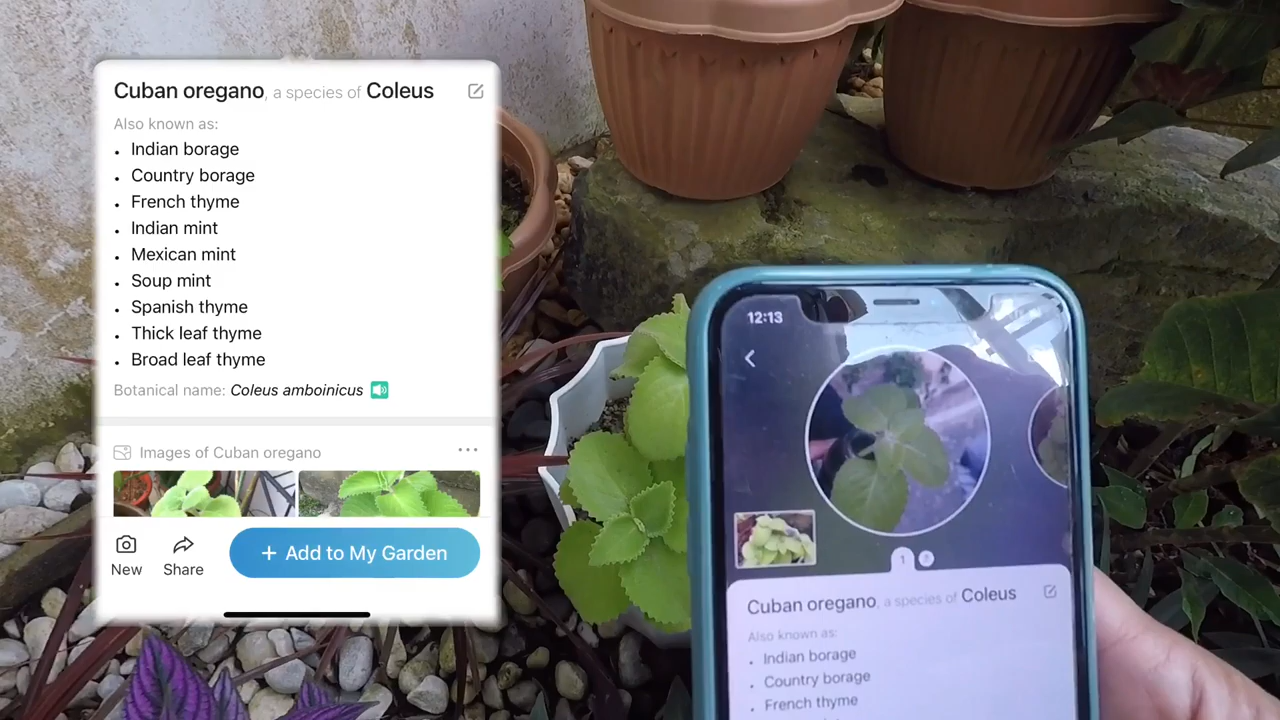 Cuban oregano, a species of Coleus
Also known as:
Indian borage
Country borage
French thyme
Indian mint
Mexican mint
Soup mint
Spanish thyme
Thick leaf thyme
Broad leaf thyme
Botanical name: Coleus amboinicus
Images of Cuban oregano
New
Share
+ Add to My Garden
12:13
1
Cuban oregano, a species of Coleus
Also known as:
Indian borage
Country borage
French thyme